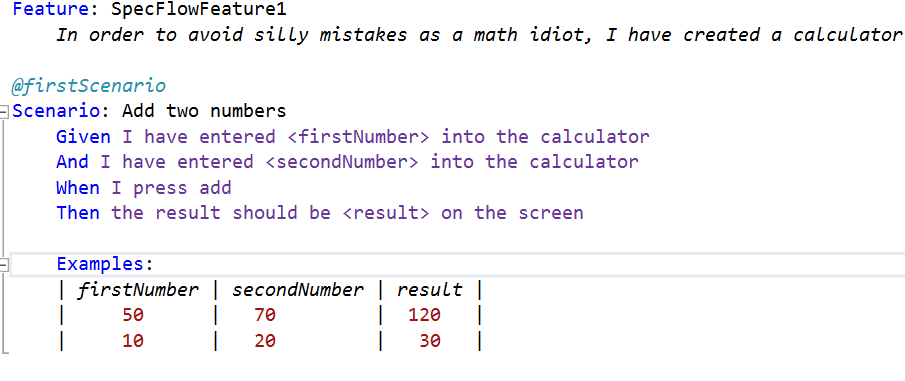 Feature: SpecFlowFeature1
In order to avoid silly mistakes as a math idiot, I have created a calculator
@firstScenario
Scenario: Add two numbers
Given I have entered <firstNumber> into the calculator
And I have entered <secondNumber> into the calculator
When I press add
Then the result should be <result> on the screen
Examples:
| firstNumber | secondNumber | result |
| 50 | 70 | 120 |
| 10 | 20 | 30 |